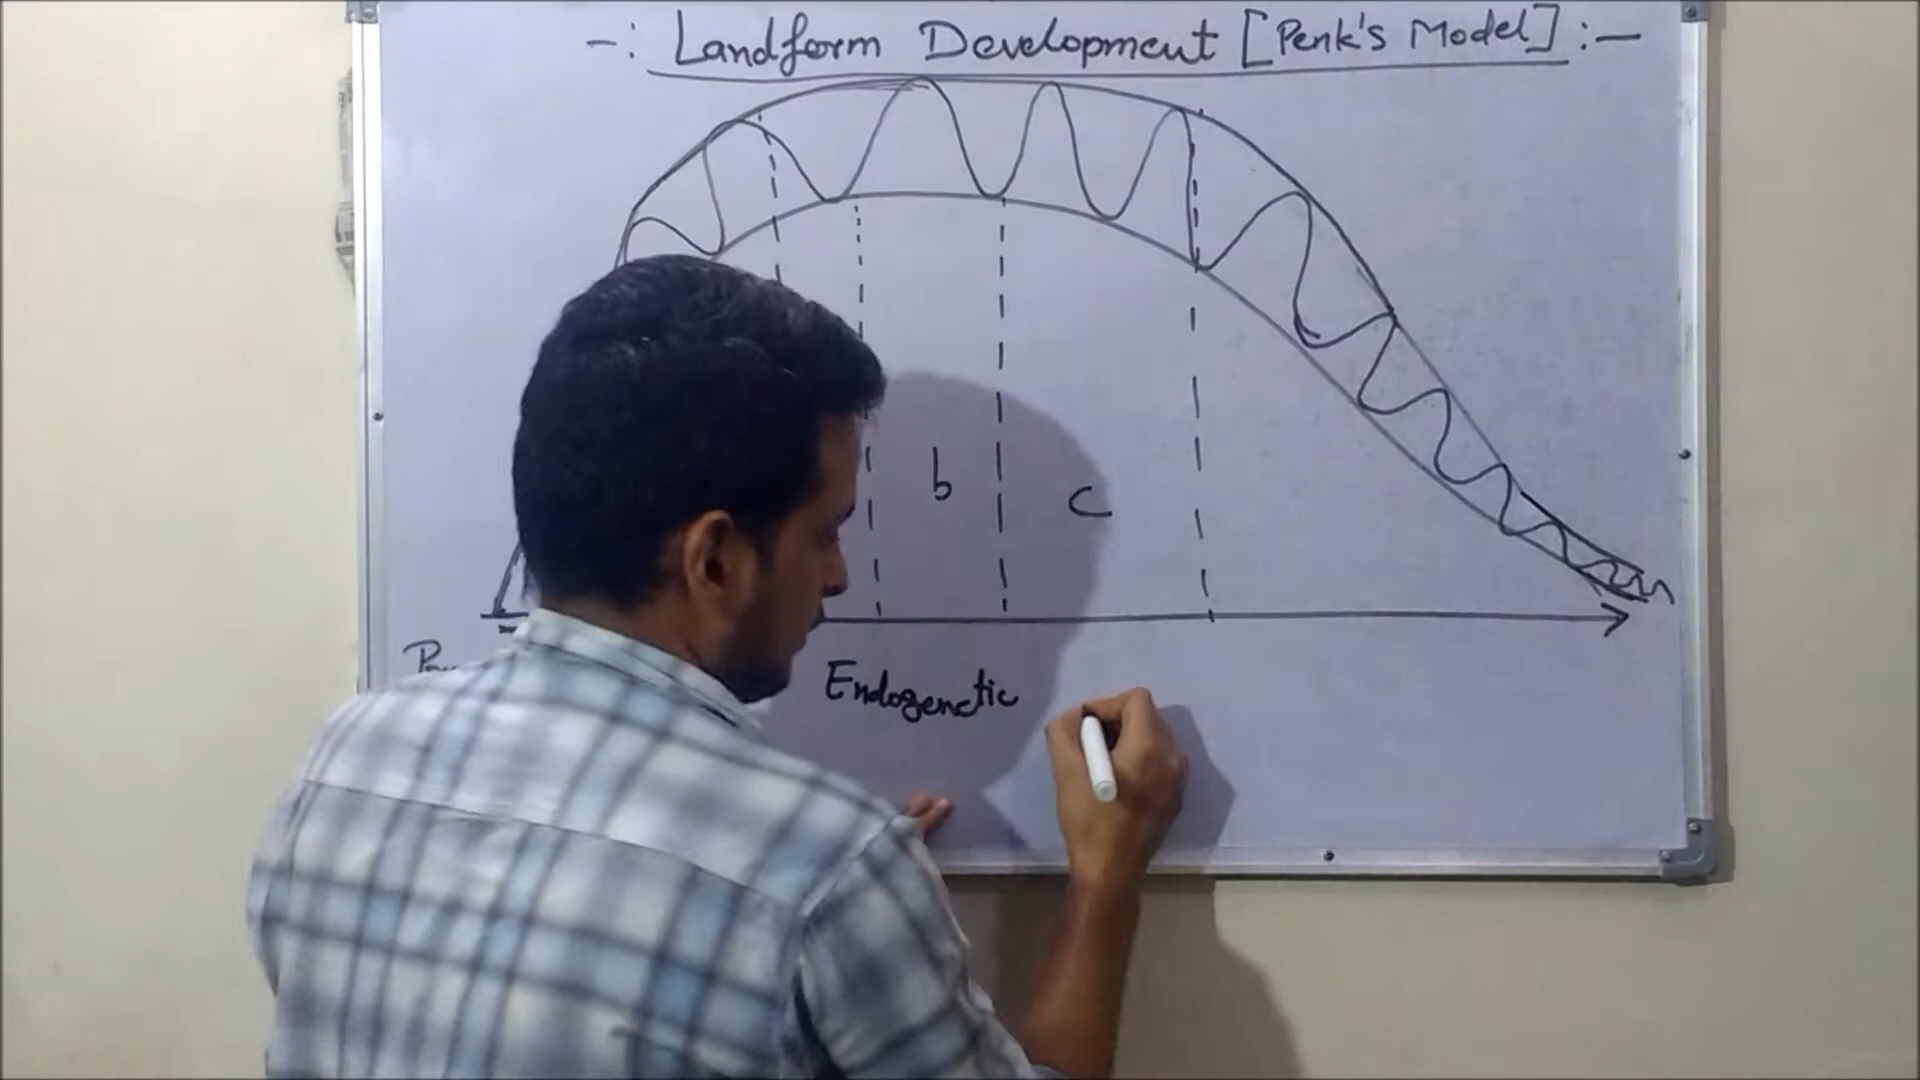 -: Landform Development [Penk's Model] :-
b
c
Endogenetic